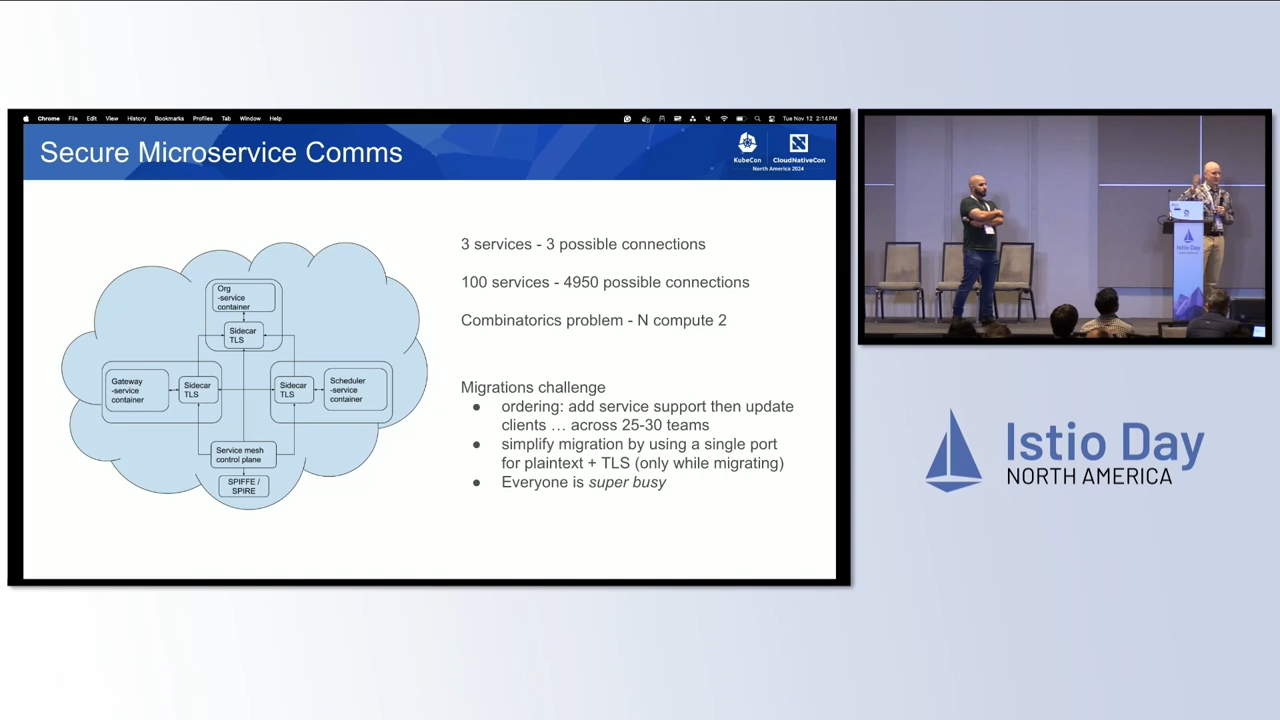 Chrome File Edit View History Bookmarks Profiles Tab Window Help
Tue Nov 12 2:14 PM
Secure Microservice Comms
KubeCon
CloudNativeCon
North America 2024
Org
-service
container
Sidecar
TLS
Gateway
-service
container
Sidecar
TLS
Sidecar
TLS
Scheduler
-service
container
Service mesh
control plane
SPIFFE /
SPIRE
3 services - 3 possible connections
100 services - 4950 possible connections
Combinatorics problem - N compute 2
Migrations challenge
● ordering: add service support then update
clients … across 25-30 teams
● simplify migration by using a single port
for plaintext + TLS (only while migrating)
● Everyone is super busy
Istio Day
Istio Day
NORTH AMERICA